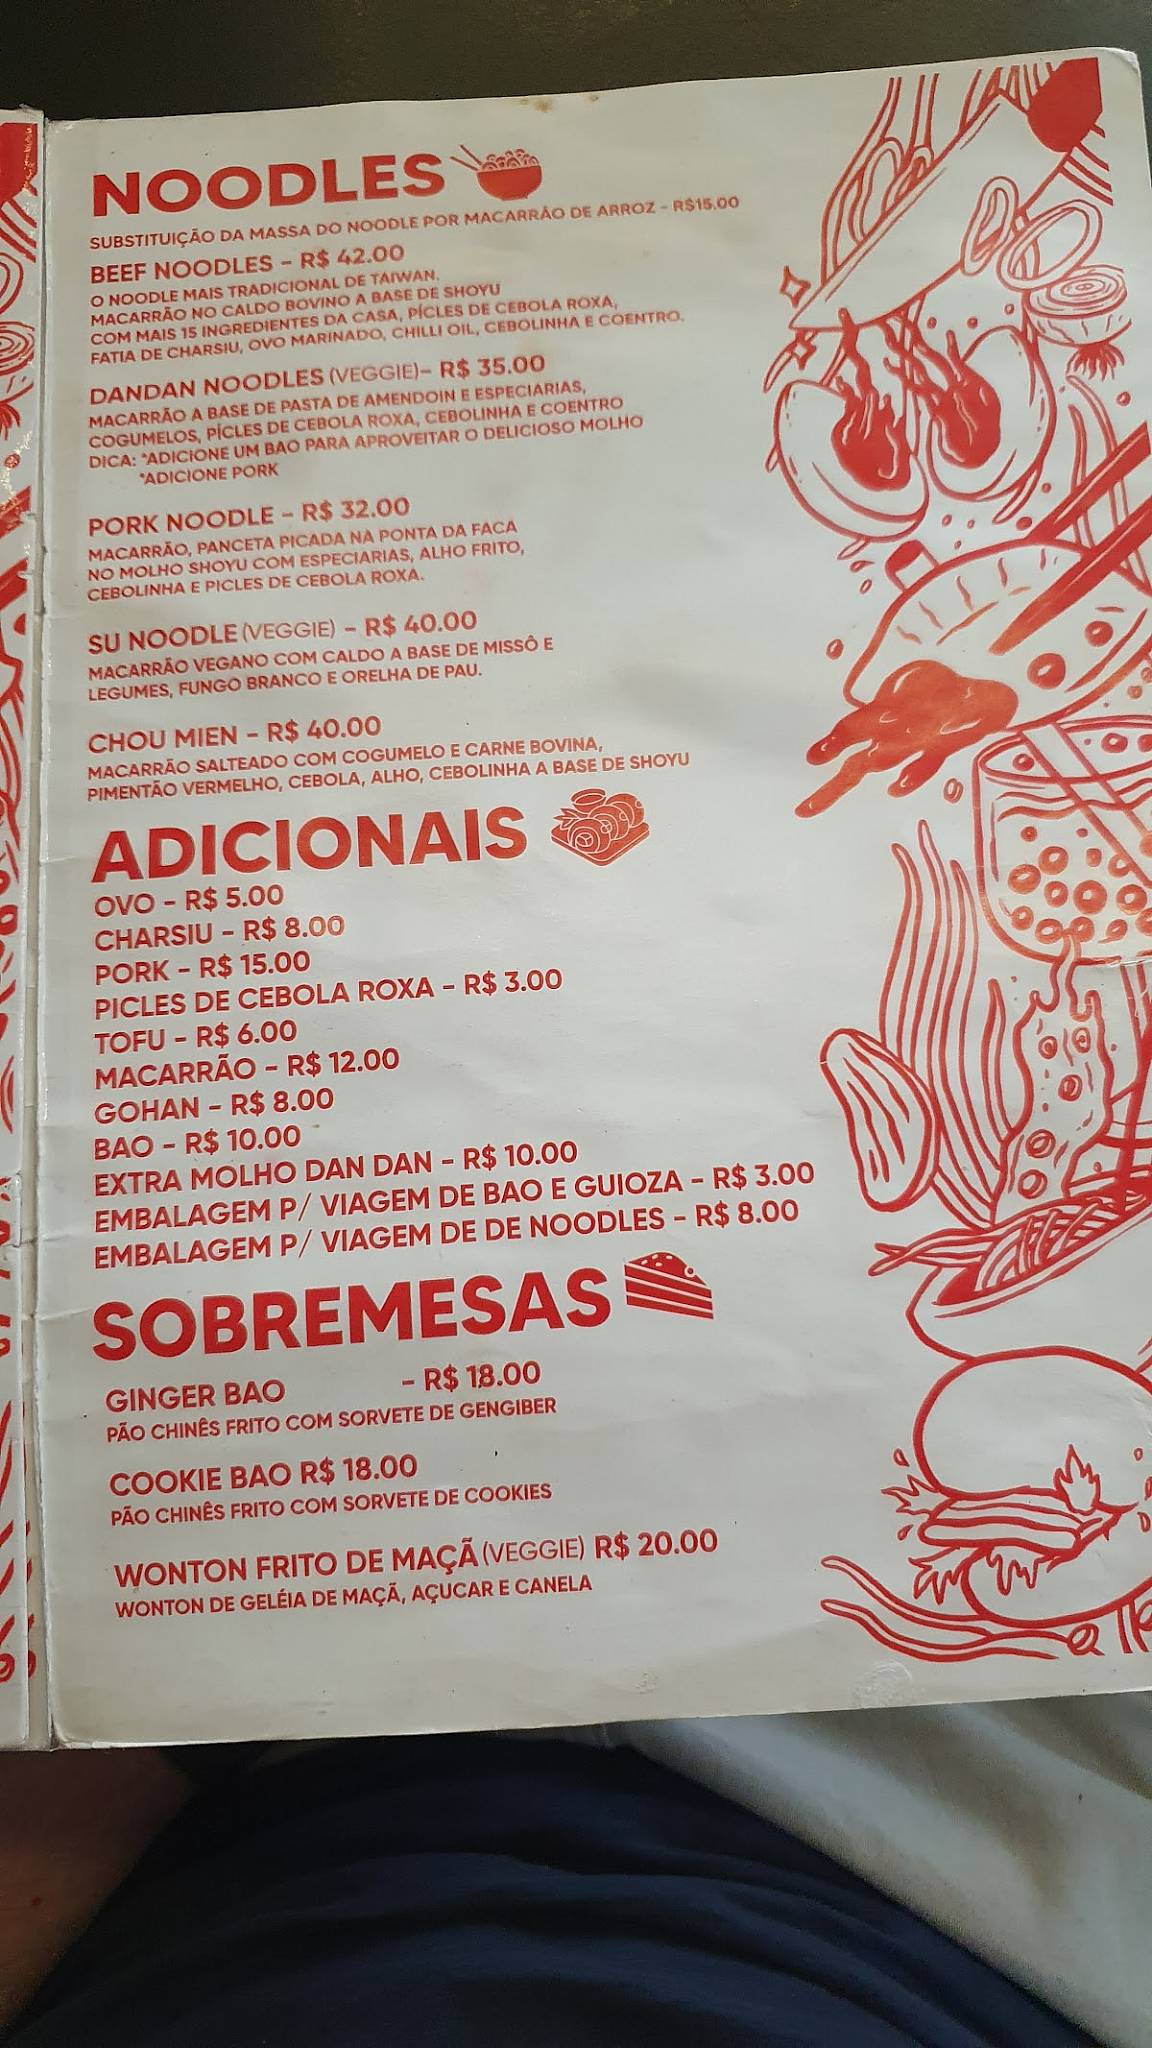 NOODLES
SUBSTITUIÇÃO DA MASSA DO NOODLE POR MACARRÃO DE ARROZ - R$15,00
BEEF NOODLES - R$ 42.00
O NOODLE MAIS TRADICIONAL DE TAIWAN.
MACARRÃO NO CALDO BOVINO A BASE DE SHOYU
COM MAIS 15 INGREDIENTES DA CASA, PÍCLES DE CEBOLA ROXA,
FATIA DE CHARSIU, OVO MARINADO, CHILLI OIL, CEBOLINHA E COENTRO.
DANDAN NOODLES (VEGGIE)- R$ 35.00
MACARRÃO A BASE DE PASTA DE AMENDOIN E ESPECIARIAS,
COGUMELOS, PÍCLES DE CEBOLA ROXA, CEBOLINHA E COENTRO
DICA: *ADICIONE UM BAO PARA APROVEITAR O DELICIOSO MOLHO
*ADICIONE PORK
PORK NOODLE - R$ 32.00
MACARRÃO, PANCETA PICADA NA PONTA DA FACA
NO MOLHO SHOYU COM ESPECIARIAS, ALHO FRITO,
CEBOLINHA E PICLES DE CEBOLA ROXA.
SU NOODLE (VEGGIE) - R$ 40.00
MACARRÃO VEGANO COM CALDO A BASE DE MISSÔ E
LEGUMES, FUNGO BRANCO E ORELHA DE PAU.
CHOU MIEN - R$ 40.00
MACARRÃO SALTEADO COM COGUMELO E CARNE BOVINA,
PIMENTÃO VERMELHO, CEBOLA, ALHO, CEBOLINHA A BASE DE SHOYU
ADICIONAIS
OVO - R$ 5.00
CHARSIU - R$ 8.00
PORK - R$ 15.00
PICLES DE CEBOLA ROXA - R$ 3.00
TOFU - R$ 6.00
MACARRÃO - R$ 12.00
GOHAN - R$ 8.00
BAO - R$ 10.00
EXTRA MOLHO DAN DAN - R$ 10.00
EMBALAGEM P/ VIAGEM DE BAO E GUIOZA - R$ 3.00
EMBALAGEM P/ VIAGEM DE DE NOODLES - R$ 8.00
SOBREMESAS
GINGER BAO - R$ 18.00
PÃO CHINÊS FRITO COM SORVETE DE GENGIBER
COOKIE BAO R$ 18.00
PÃO CHINÊS FRITO COM SORVETE DE COOKIES
WONTON FRITO DE MAÇÃ (VEGGIE) R$ 20.00
WONTON DE GELÉIA DE MAÇÃ, AÇUCAR E CANELA